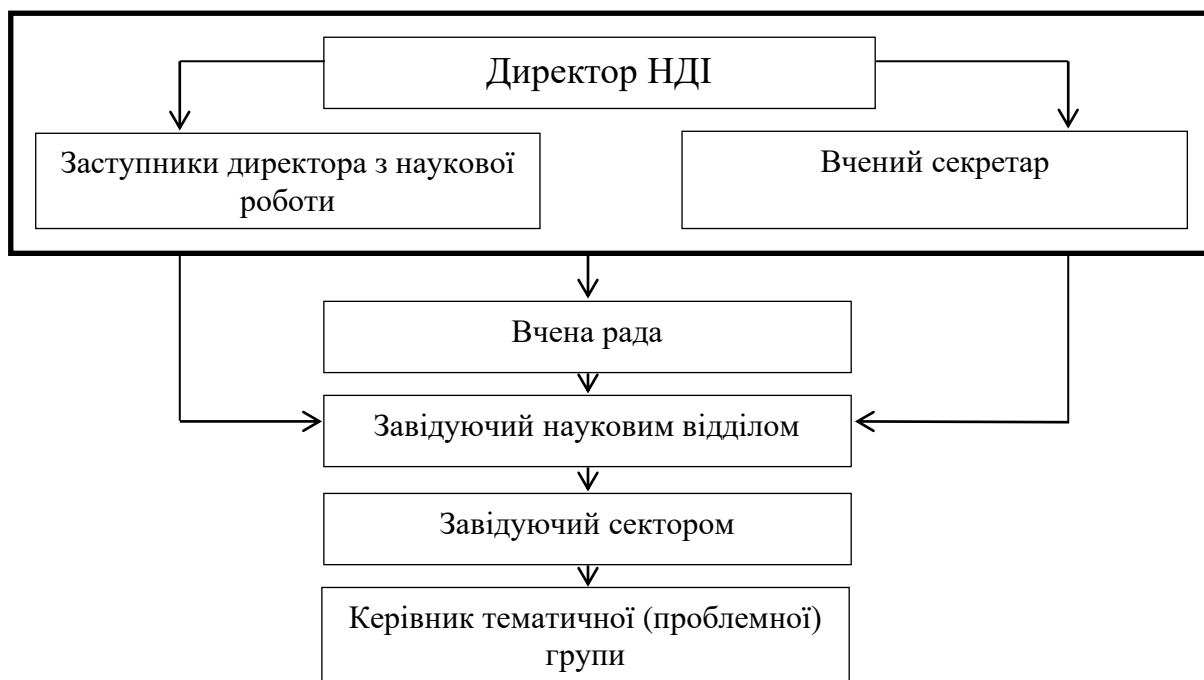 Директор НДІ
Заступники директора з наукової
роботи
Вчений секретар
Вчена рада
Завідуючий науковим відділом
Завідуючий сектором
Керівник тематичної (проблемної)
групи